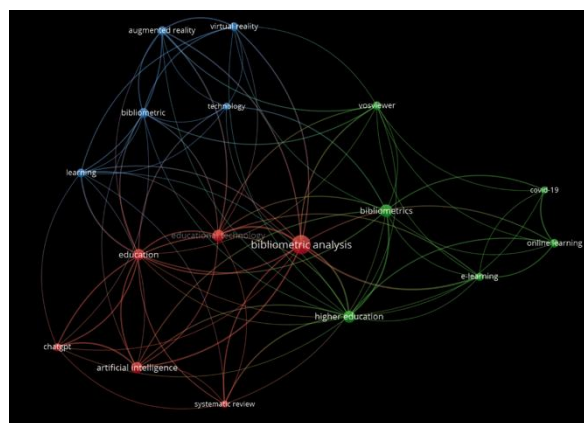 virtual reality
augmented reality
vosviewer
technology
bibliometric
learning
covid-19
bibliometrics
educational technology
bibliometric analysis
online learning
education
e-learning
higher education
chatgpt
artificial intelligence
systematic review